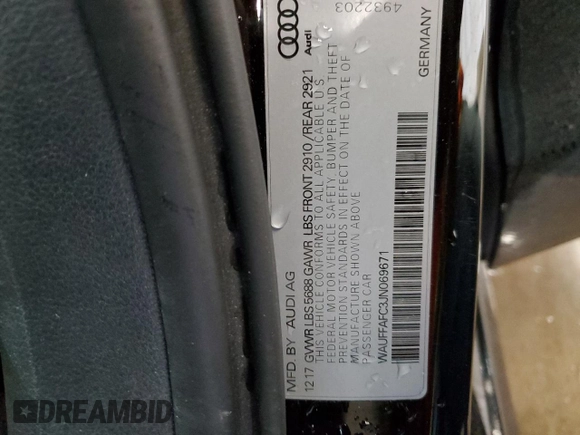 4932203
Audi
GERMANY
MFD. BY AUDI AG
12 17 GVWR LBS 5688 GAWR LBS FRONT 2910 /REAR 2921
THIS VEHICLE CONFORMS TO ALL APPLICABLE U S
FEDERAL MOTOR VEHICLE SAFETY, BUMPER AND THEFT
PREVENTION STANDARDS IN EFFECT ON THE DATE OF
MANUFACTURE SHOWN ABOVE
PASSENGER CAR
WAUFFAFC3JN069671
DREAMBID